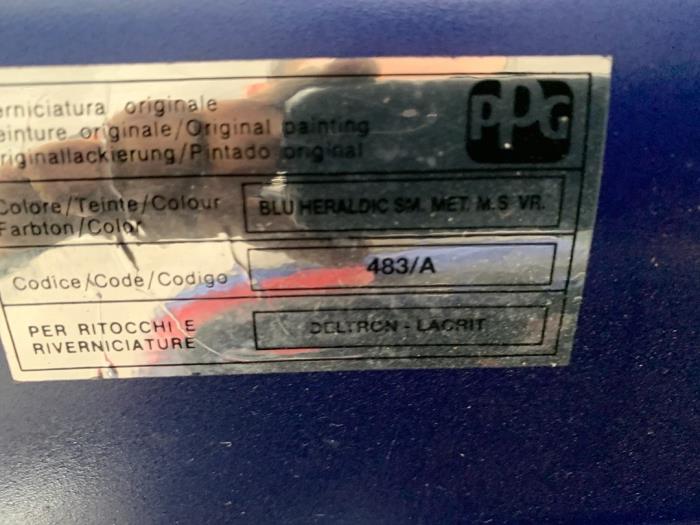 erniciatura originale
einture originale/Original painting
riginallackierung/Pintado original
PPG
Colore/Teinte/Colour
Farbton/Color
BLU HERALDIC SM. MET. M.S VR.
Codice/Code/Codigo
483/A
PER RITOCCHI E
RIVERNICIATURE
DELTRON - LACRIT